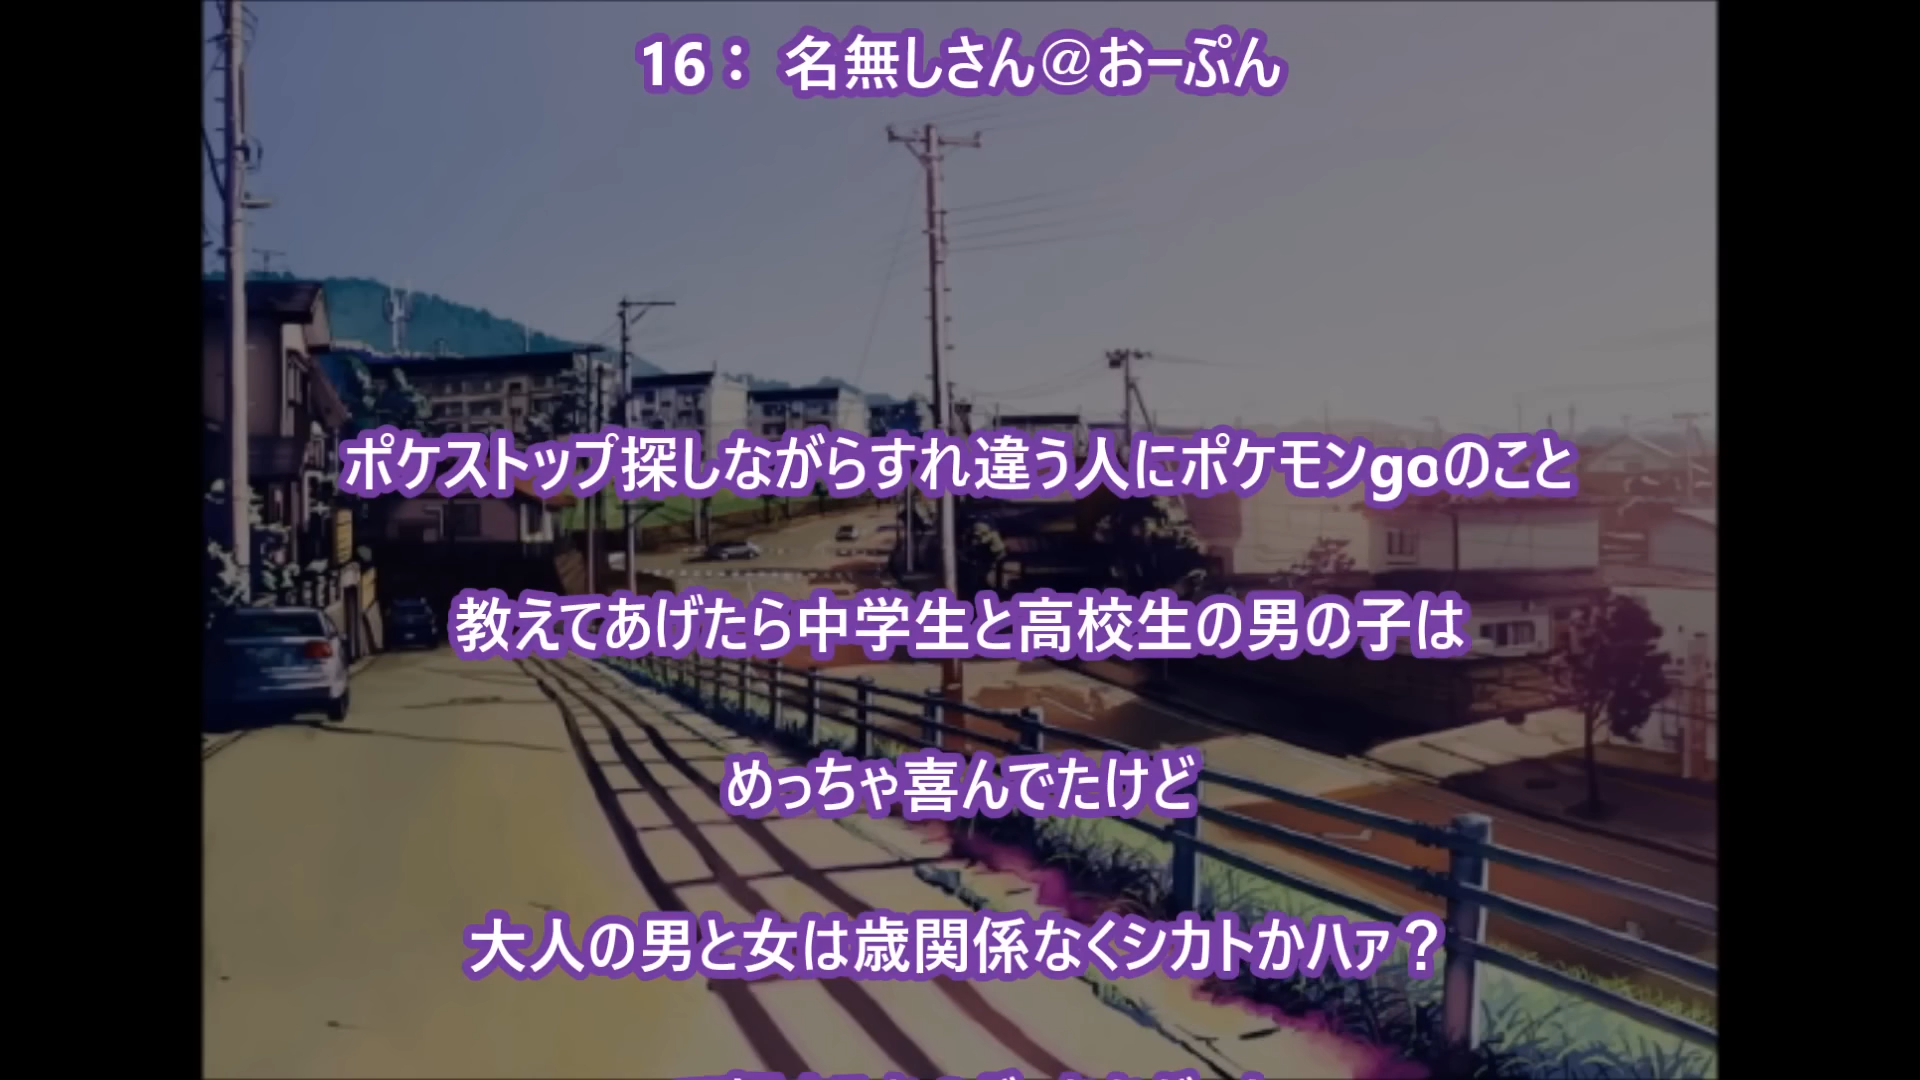 16： 名無しさん＠おーぷん
ポケストップ探しながらすれ違う人にポケモンgoのこと
教えてあげたら中学生と高校生の男の子は
めっちゃ喜んでたけど
大人の男と女は歳関係なくシカトかハァ？